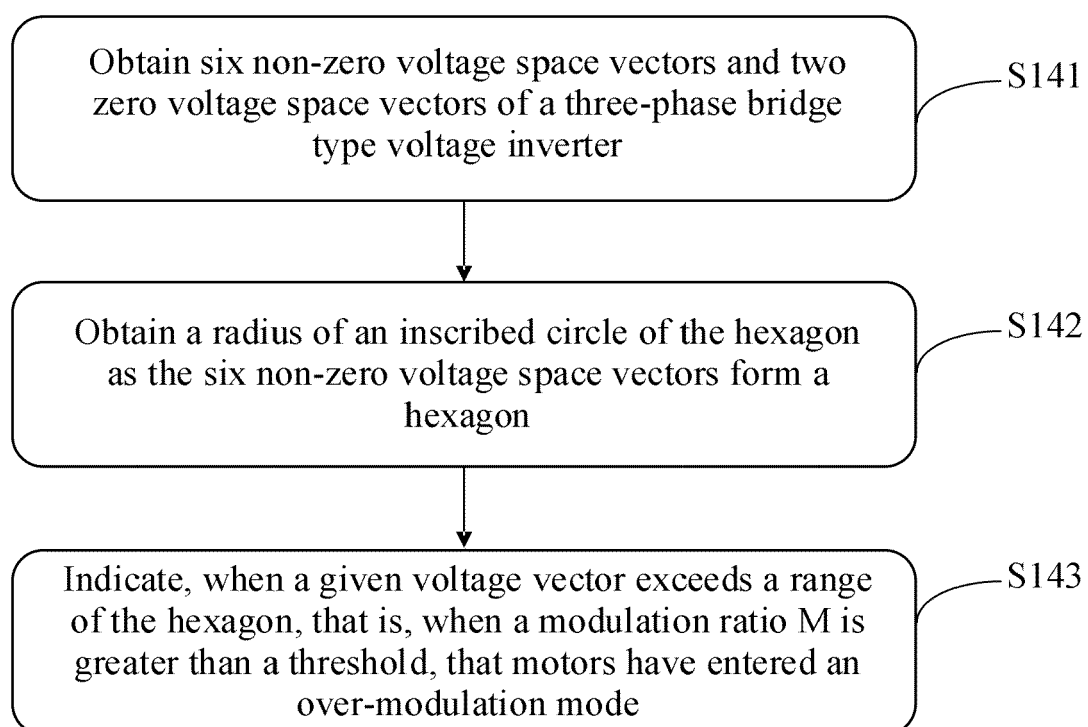 Obtain six non-zero voltage space vectors and two
zero voltage space vectors of a three-phase bridge
type voltage inverter
S141
Obtain a radius of an inscribed circle of the hexagon
as the six non-zero voltage space vectors form a
hexagon
S142
Indicate, when a given voltage vector exceeds a range
of the hexagon, that is, when a modulation ratio M is
greater than a threshold, that motors have entered an
over-modulation mode
S143